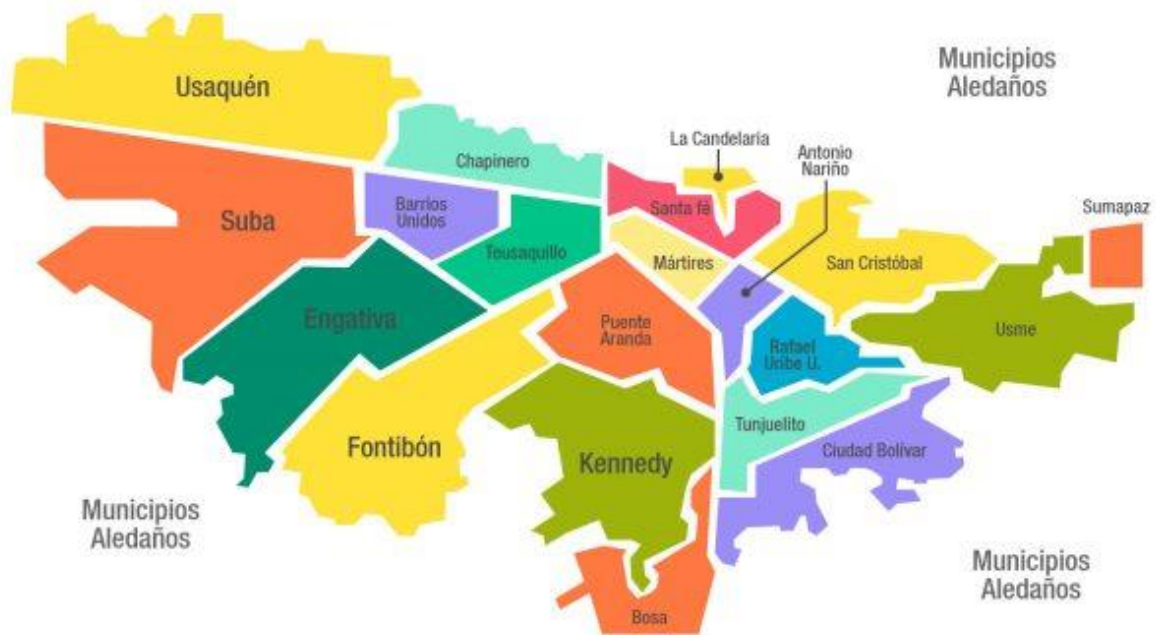 Municipios
Aledaños
Usaquén
La Candelaria
Antonio
Nariño
Chapinero
Barrios
Unidos
Santa fé
Sumapaz
Suba
Teusaquillo
Mártires
San Cristóbal
Engativa
Puente
Aranda
Rafael
Uribe U.
Usme
Tunjuelito
Fontibón
Kennedy
Ciudad Bolívar
Municipios
Aledaños
Municipios
Aledaños
Bosa